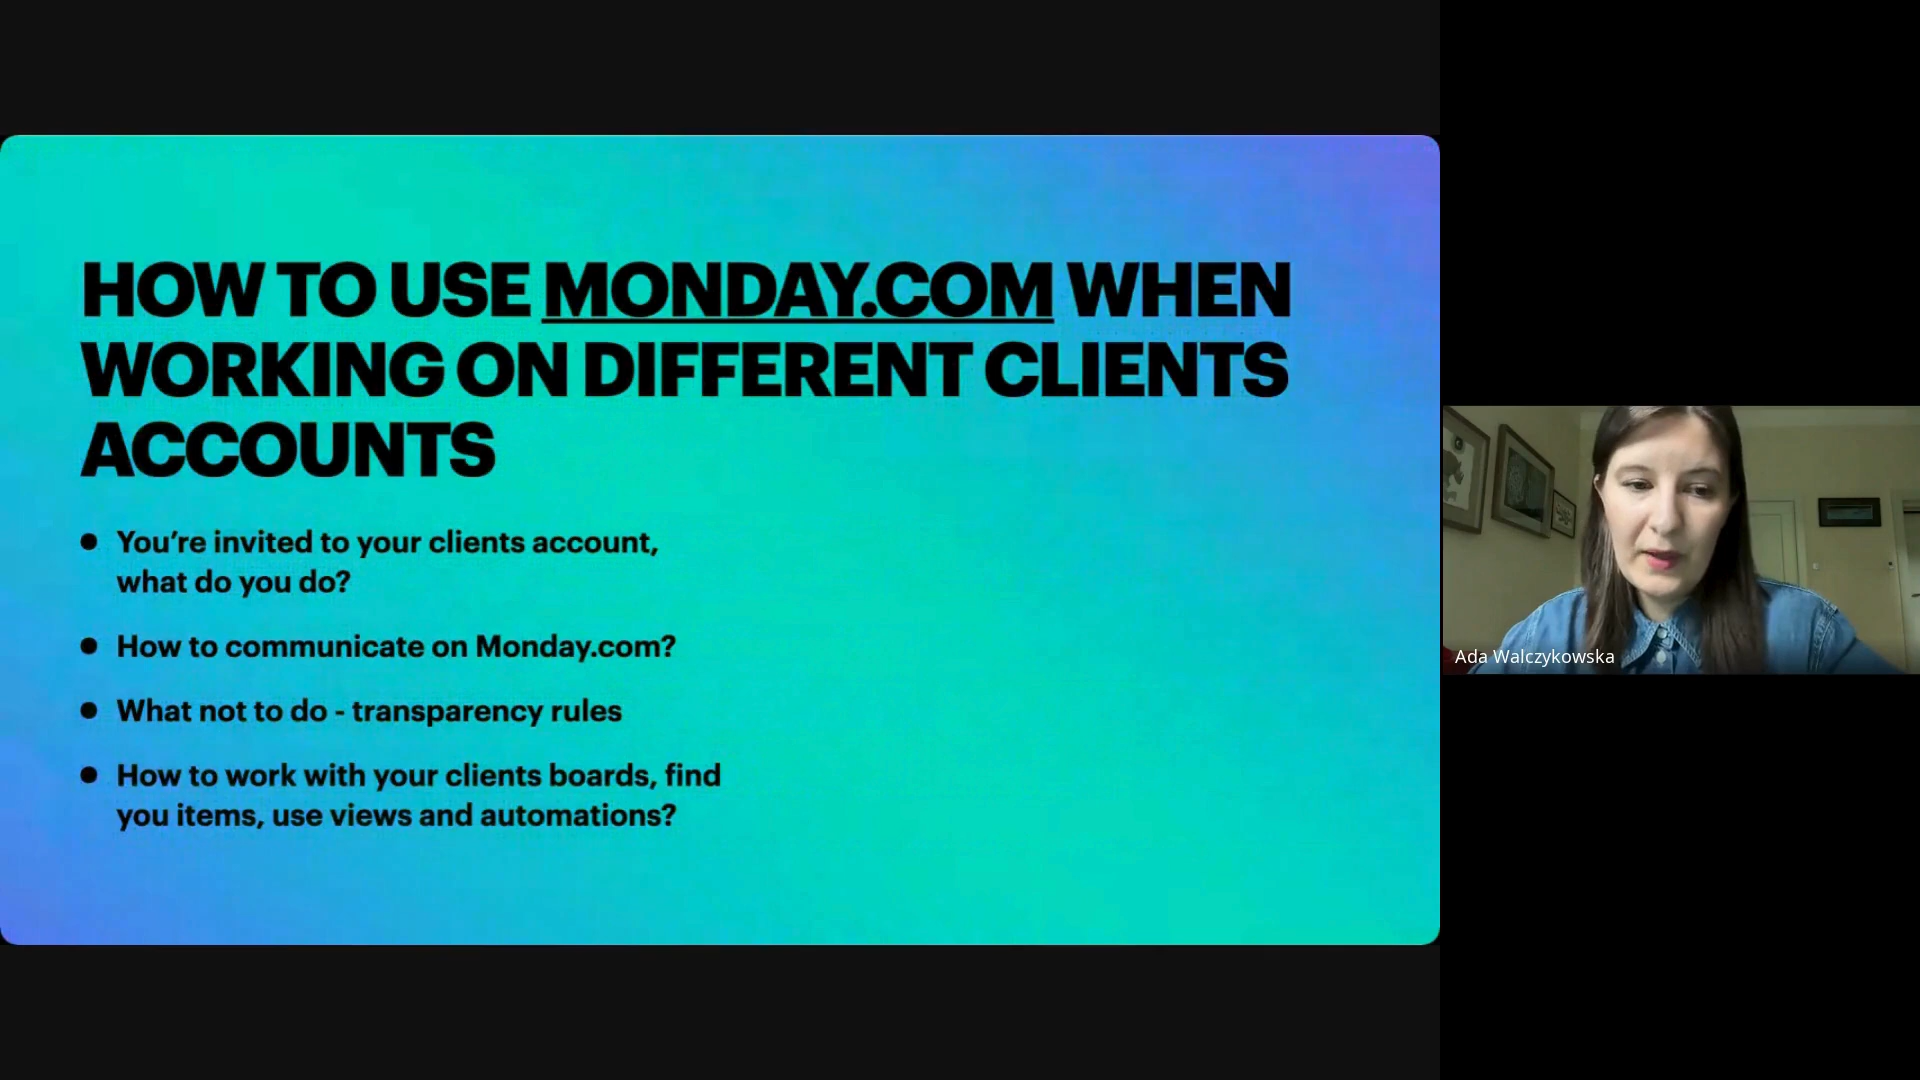 HOW TO USE MONDAY.COM WHEN
WORKING ON DIFFERENT CLIENTS
ACCOUNTS
● You’re invited to your clients account,
what do you do?
● How to communicate on Monday.com?
● What not to do - transparency rules
● How to work with your clients boards, find
you items, use views and automations?
Ada Walczykowska